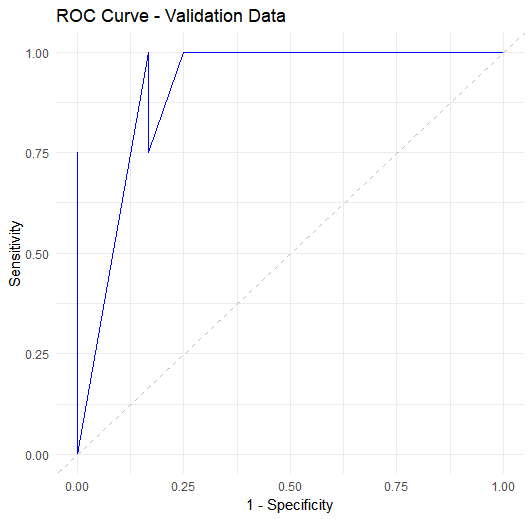 ROC Curve - Validation Data
1.00
0.75
0.50
0.25
0.00
Sensitivity
0.00 0.25 0.50 0.75 1.00
1 - Specificity